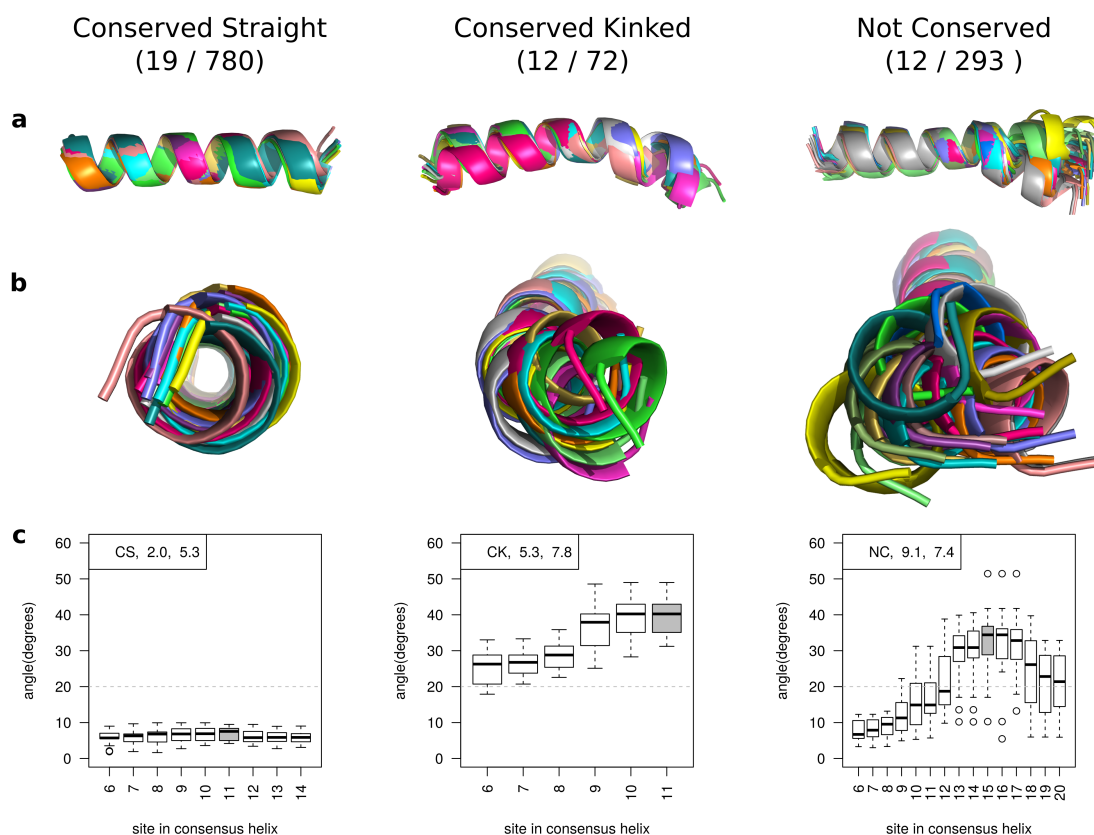 Conserved Straight
(19 / 780)
Conserved Kinked
(12 / 72)
Not Conserved
(12 / 293 )
a
b
c
CS, 2.0, 5.3
60
50
40
30
20
10
0
angle(degrees)
6 7 8 9 10 11 12 13 14
site in consensus helix
CK, 5.3, 7.8
60
50
40
30
20
10
0
angle(degrees)
6 7 8 9 10 11
site in consensus helix
NC, 9.1, 7.4
60
50
40
30
20
10
0
angle(degrees)
6 7 8 9 10 11 12 13 14 15 16 17 18 19 20
site in consensus helix